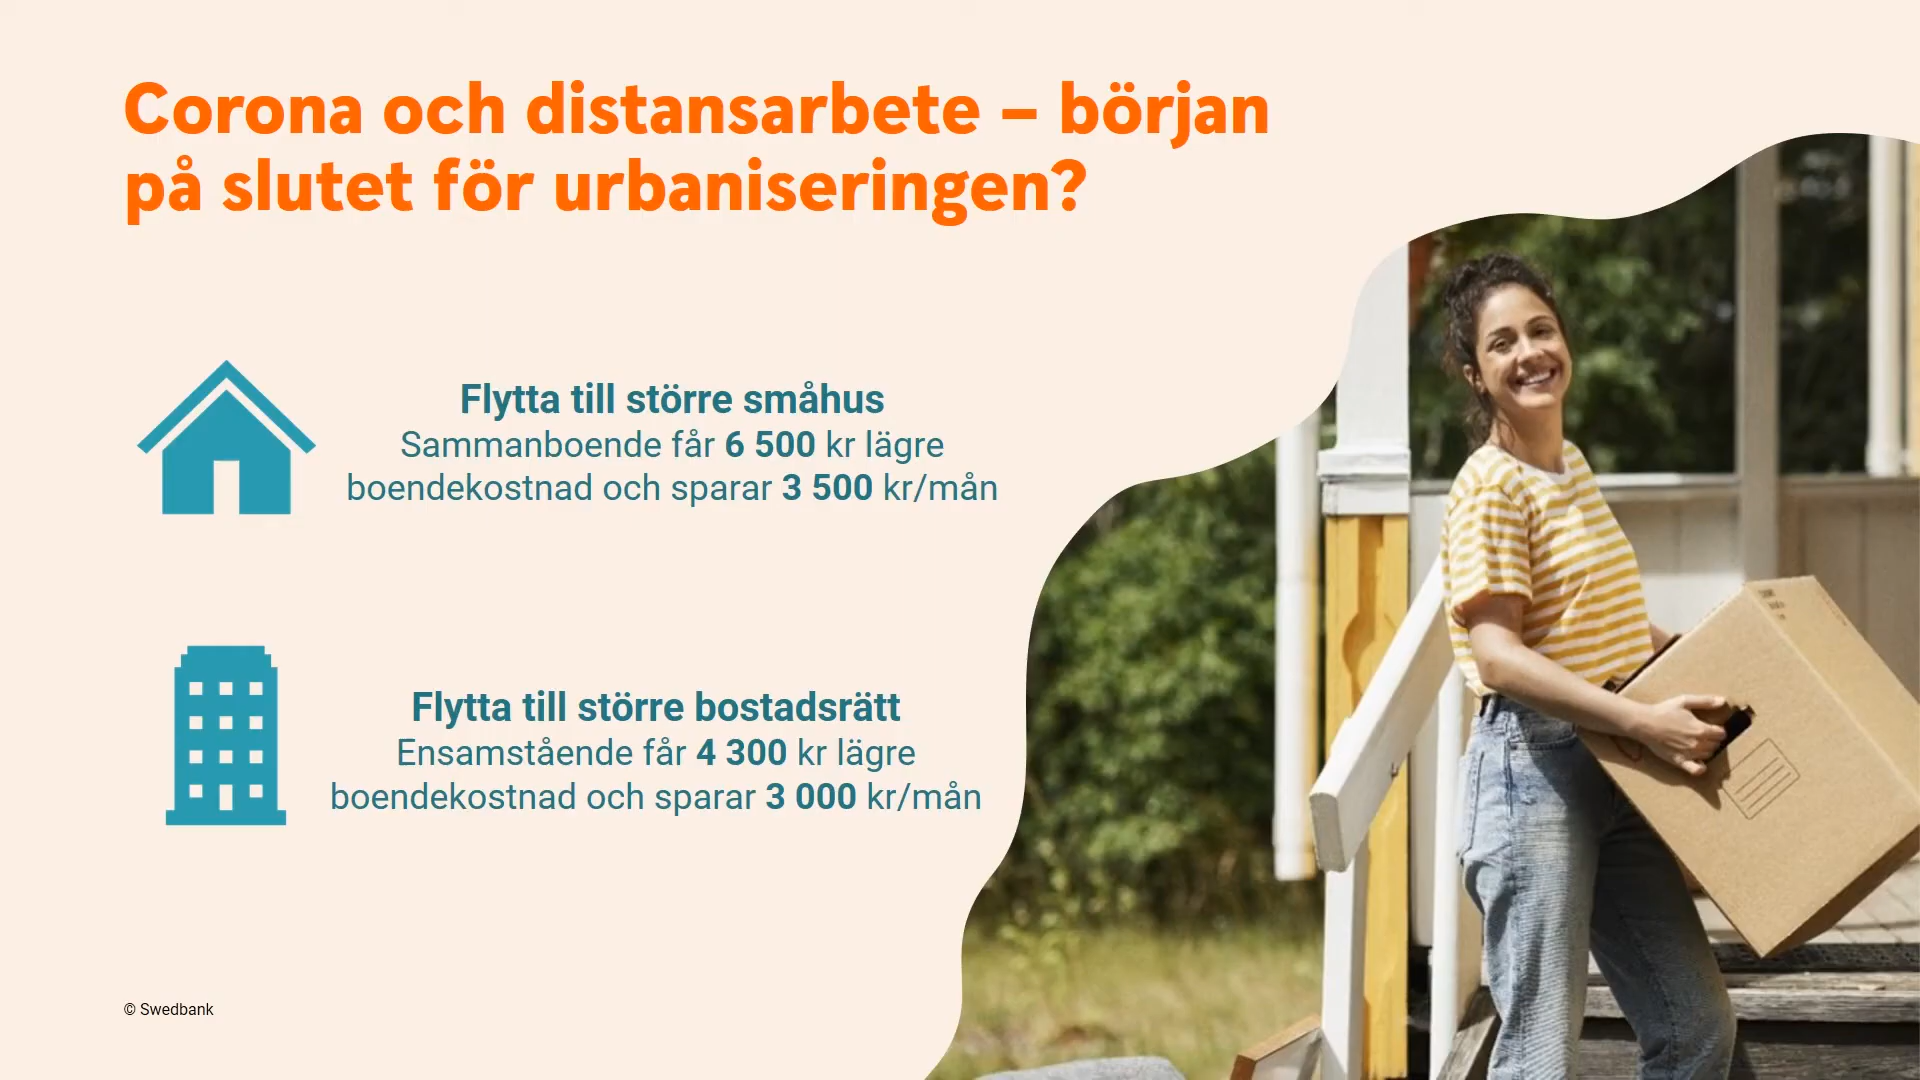 Corona och distansarbete – början
på slutet för urbaniseringen?
Flytta till större småhus
Sammanboende får 6 500 kr lägre
boendekostnad och sparar 3 500 kr/mån
Flytta till större bostadsrätt
Ensamstående får 4 300 kr lägre
boendekostnad och sparar 3 000 kr/mån
© Swedbank